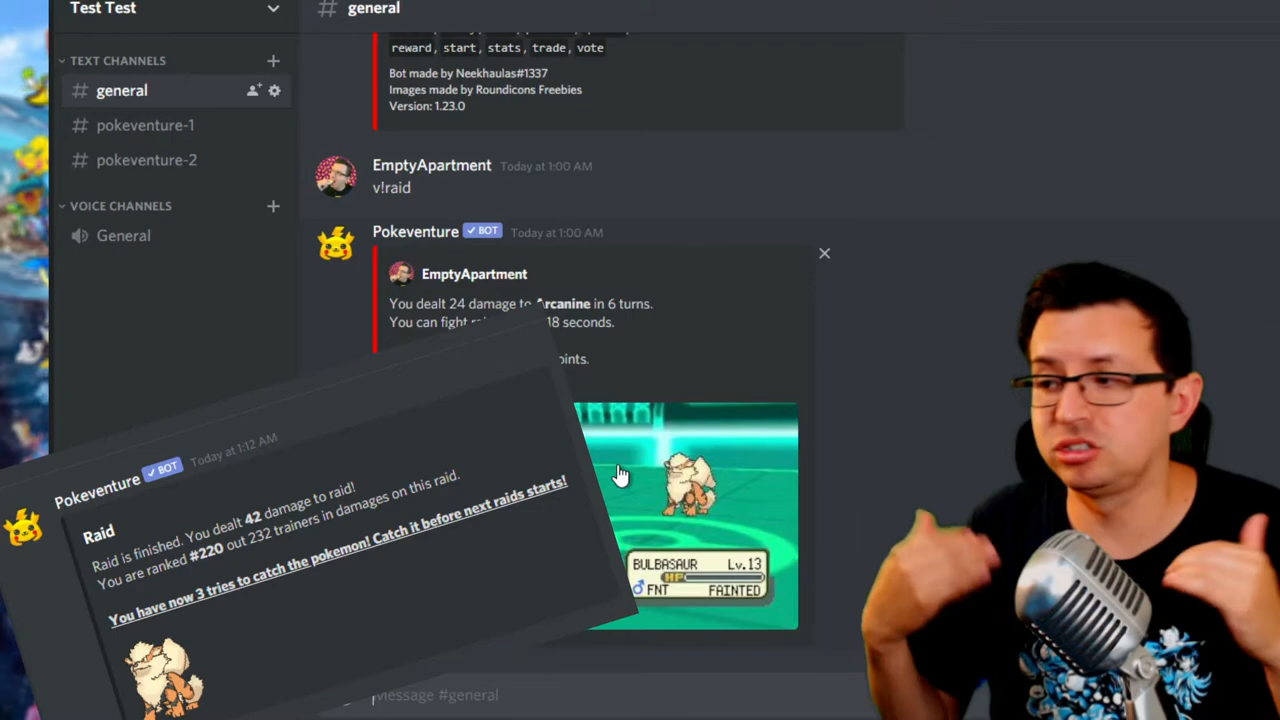 Test Test
# general
TEXT CHANNELS
# general
# pokeventure-1
# pokeventure-2
VOICE CHANNELS
General
reward, start, stats, trade, vote
Bot made by Neekhaulas#1337
Images made by Roundicons Freebies
Version: 1.23.0
EmptyApartment Today at 1:00 AM
v!raid
Pokeventure BOT Today at 1:00 AM
EmptyApartment
You dealt 24 damage to Arcanine in 6 turns.
You can fight 18 seconds.
BULBASAUR Lv.13
HP
FNT FAINTED
Pokeventure BOT Today at 1:12 AM
Raid
Raid is finished. You dealt 42 damage to raid!
You are ranked #220 out 232 trainers in damages on this raid.
You have now 3 tries to catch the pokemon! Catch it before next raids starts!
Message #general